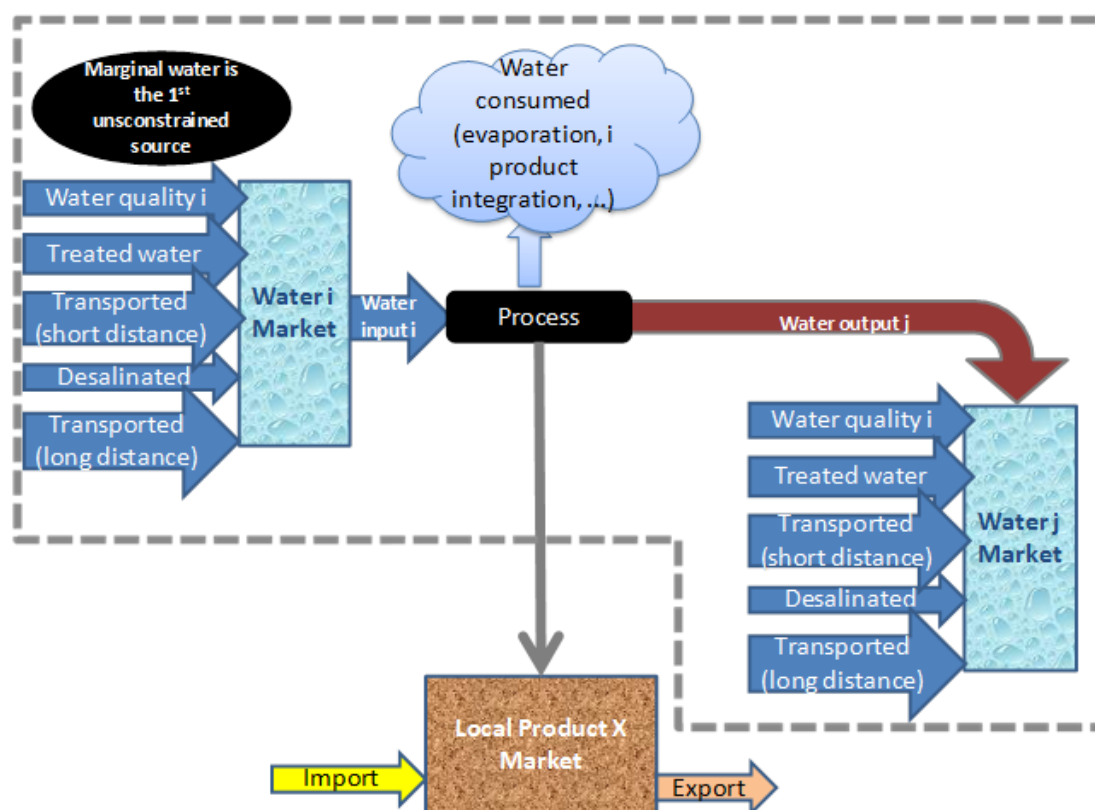 Marginal water is
the 1st
unsconstrained
source
Water
consumed
(evaporation, i
product
integration, ...)
Water quality i
Treated water
Transported
(short distance)
Desalinated
Transported
(long distance)
Water i
Market
Water
input i
Process
Water output j
Water quality i
Treated water
Transported
(short distance)
Desalinated
Transported
(long distance)
Water j
Market
Local Product X
Market
Import
Export